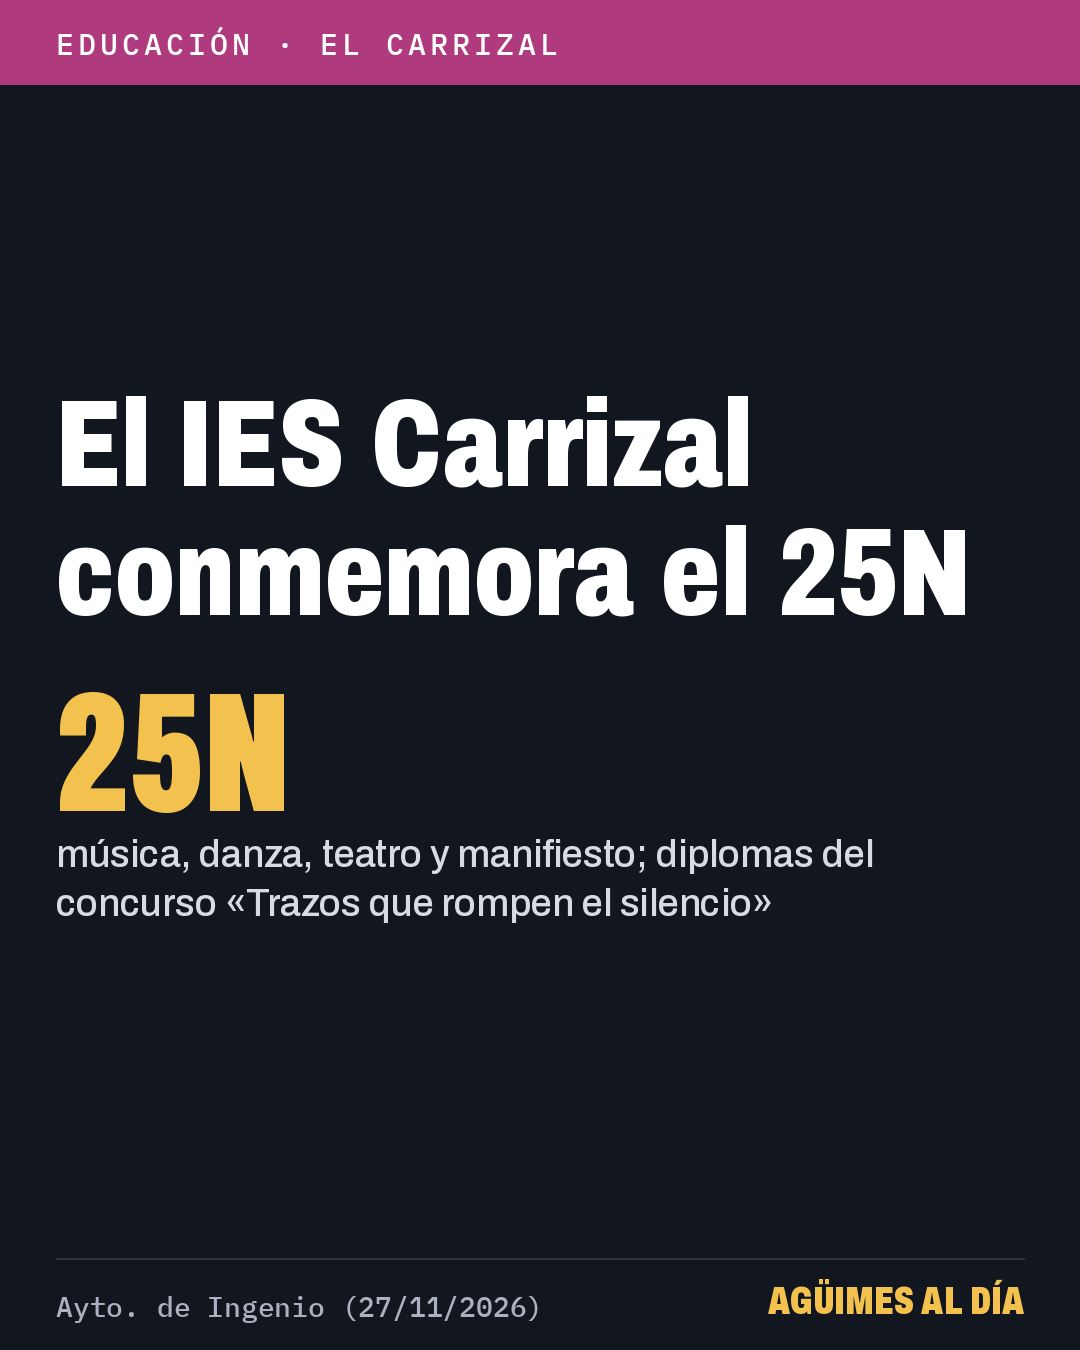 EDUCACIÓN · EL CARRIZAL
El IES Carrizal
conmemora el 25N
25N
música, danza, teatro y manifiesto; diplomas del
concurso «Trazos que rompen el silencio»
Ayto. de Ingenio (27/11/2026)
AGÜIMES AL DÍA